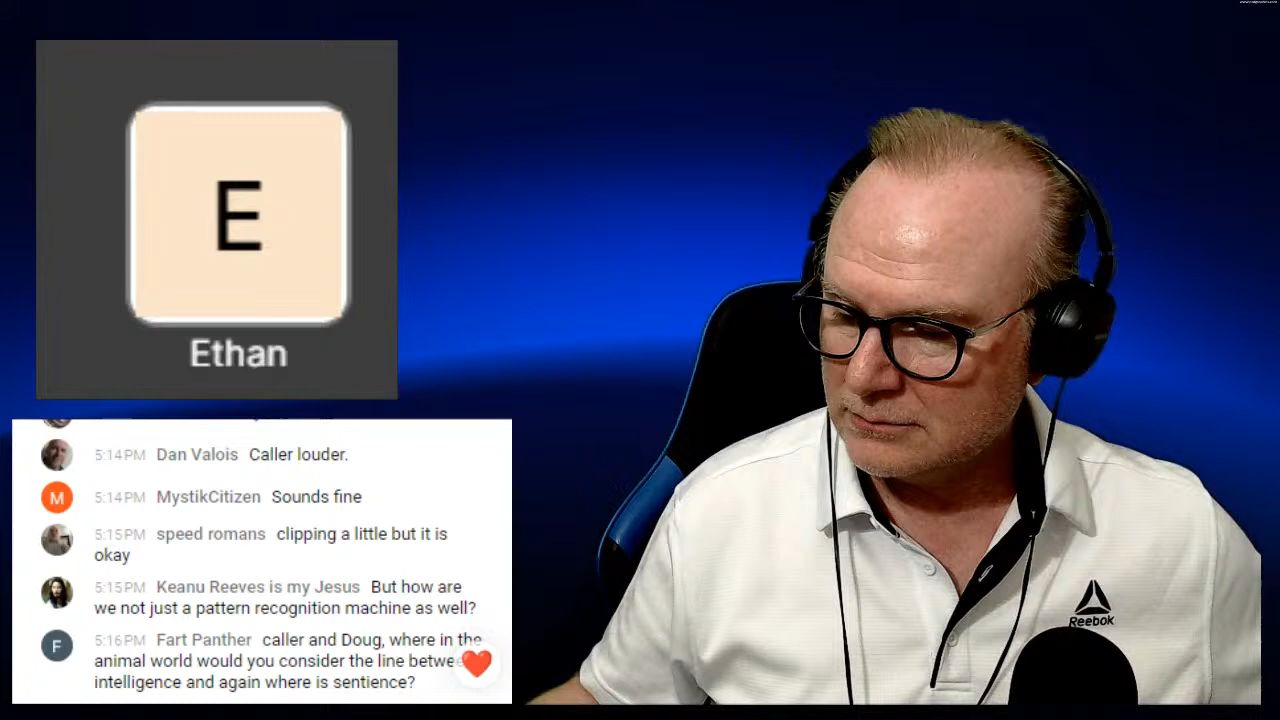 E
Ethan
5:14PM Dan Valois Caller louder.
M 5:14PM MystikCitizen Sounds fine
5:15PM speed romans clipping a little but it is
okay
5:15PM Keanu Reeves is my Jesus But how are
we not just a pattern recognition machine as well?
F 5:16PM Fart Panther caller and Doug, where in the
animal world would you consider the line betwe
intelligence and again where is sentience?
Reebok